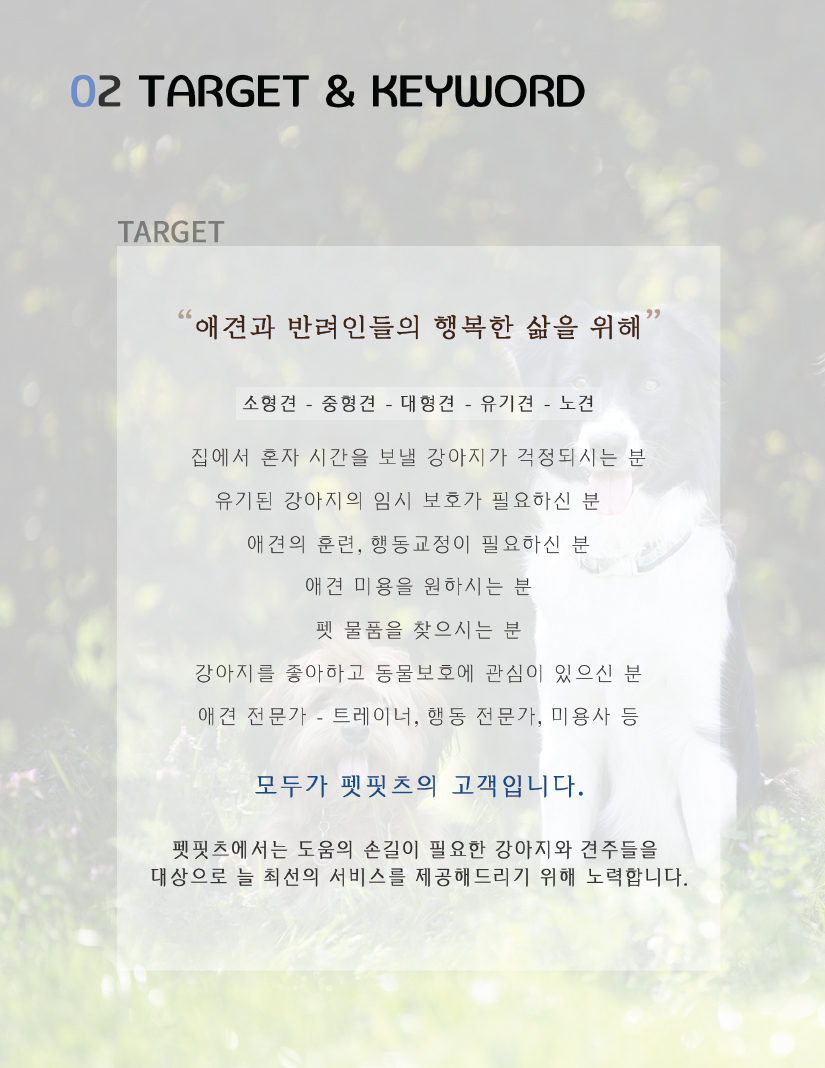 02 TARGET & KEYWORD
TARGET
“애견과 반려인들의 행복한 삶을 위해”
소형견 - 중형견 - 대형견 - 유기견 - 노견
집에서 혼자 시간을 보낼 강아지가 걱정되시는 분
유기된 강아지의 임시 보호가 필요하신 분
애견의 훈련, 행동교정이 필요하신 분
애견 미용을 원하시는 분
펫 물품을 찾으시는 분
강아지를 좋아하고 동물보호에 관심이 있으신 분
애견 전문가 - 트레이너, 행동 전문가, 미용사 등
모두가 펫핏츠의 고객입니다.
펫핏츠에서는 도움의 손길이 필요한 강아지와 견주들을
대상으로 늘 최선의 서비스를 제공해드리기 위해 노력합니다.